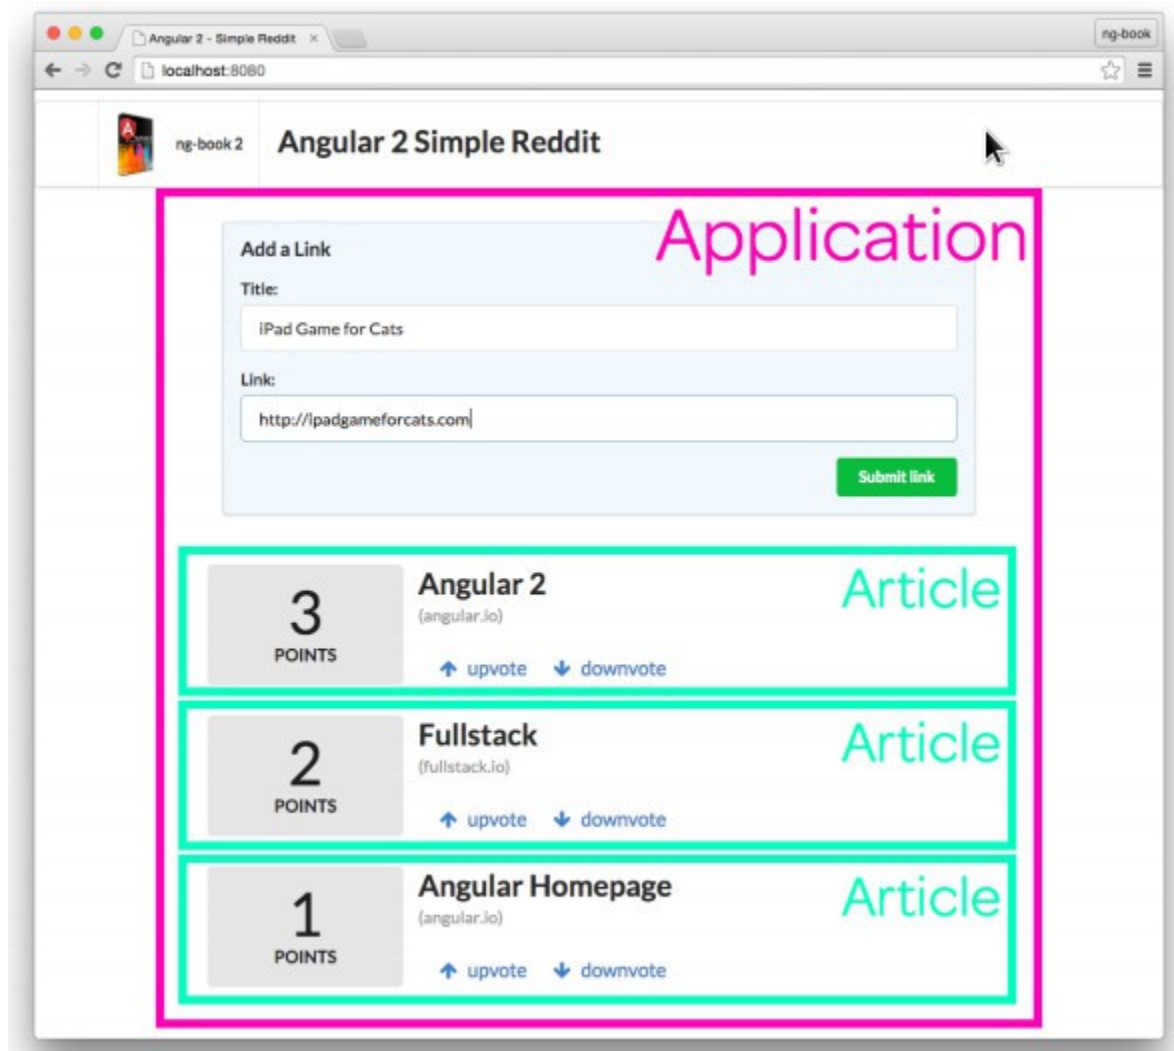 Angular 2 - Simple Reddit
ng-book
localhost:8080
ng-book 2
Angular 2 Simple Reddit
Application
Add a Link
Title:
iPad Game for Cats
Link:
http://ipadgameforcats.com
Submit link
3
POINTS
Angular 2
(angular.io)
upvote downvote
Article
2
POINTS
Fullstack
(fullstack.io)
upvote downvote
Article
1
POINTS
Angular Homepage
(angular.io)
upvote downvote
Article